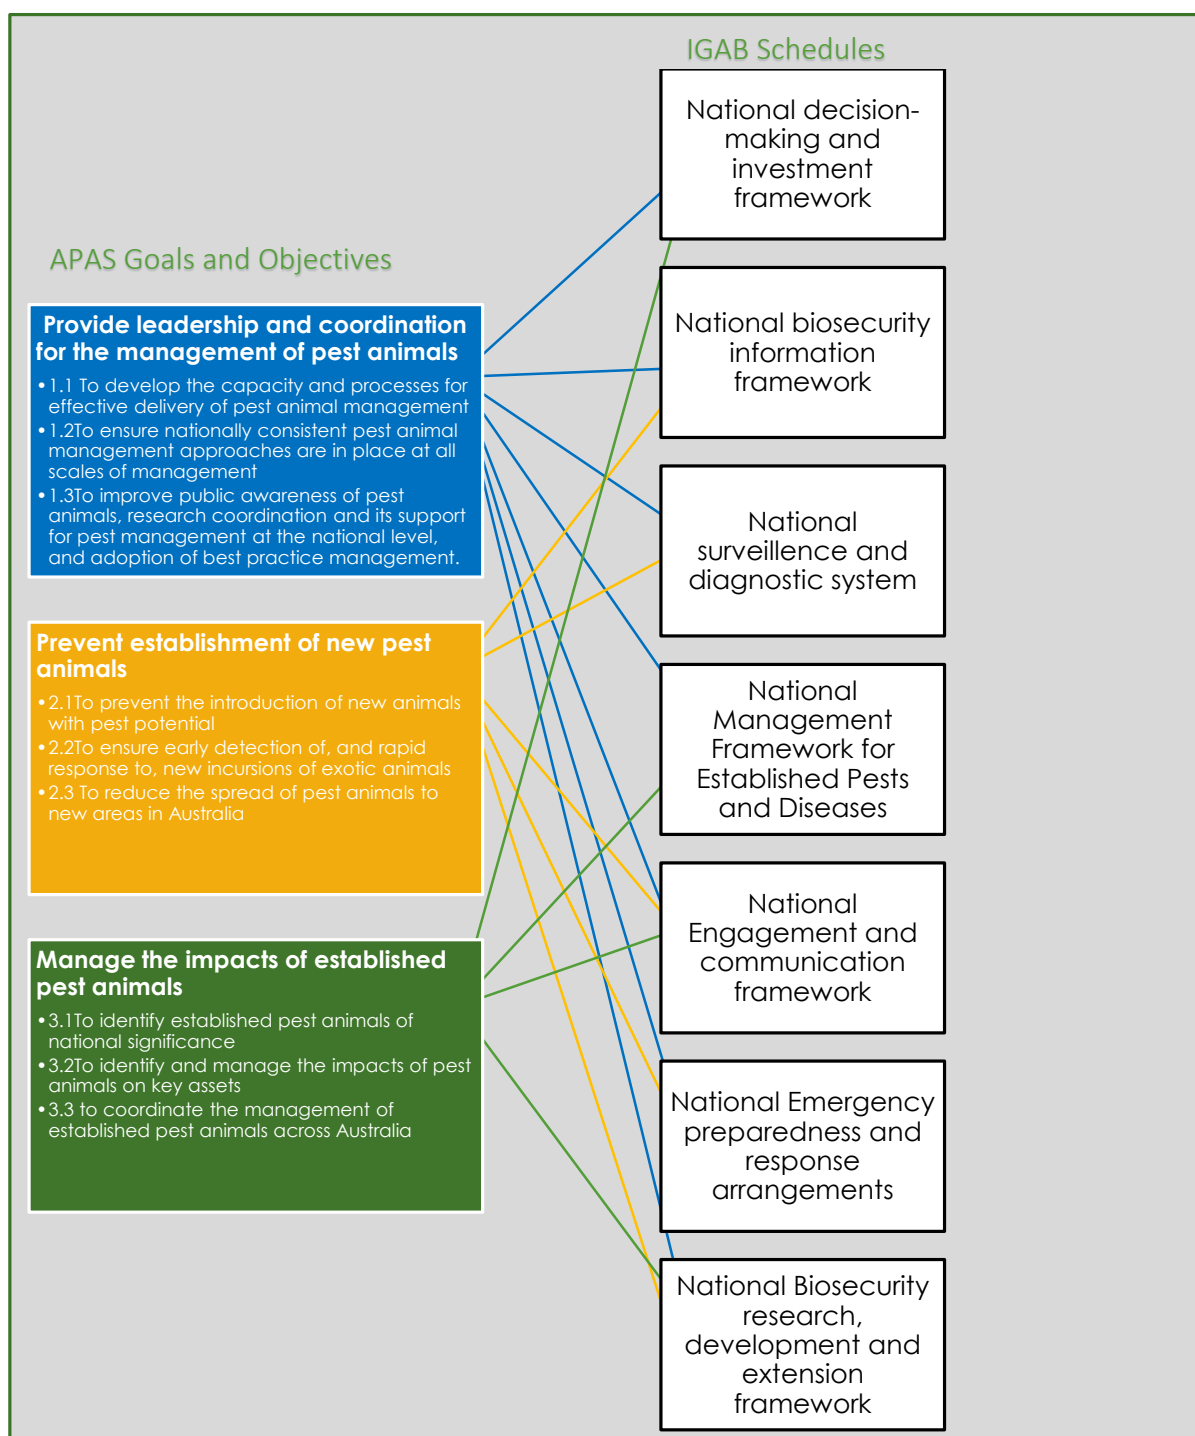 IGAB Schedules
National decision-
making and
investment
framework
National biosecurity
information
framework
National
surveillence and
diagnostic system
National
Management
Framework for
Established Pests
and Diseases
National
Engagement and
communication
framework
National Emergency
preparedness and
response
arrangements
National Biosecurity
research,
development and
extension
framework
APAS Goals and Objectives
Provide leadership and coordination
for the management of pest animals
•1.1 To develop the capacity and processes for
effective delivery of pest animal management
•1.2To ensure nationally consistent pest animal
management approaches are in place at all
scales of management
•1.3To improve public awareness of pest
animals, research coordination and its support
for pest management at the national level,
and adoption of best practice management.
Prevent establishment of new pest
animals
•2.1To prevent the introduction of new animals
with pest potential
•2.2To ensure early detection of, and rapid
response to, new incursions of exotic animals
•2.3 To reduce the spread of pest animals to
new areas in Australia
Manage the impacts of established
pest animals
•3.1To identify established pest animals of
national significance
•3.2To identify and manage the impacts of pest
animals on key assets
•3.3 to coordinate the management of
established pest animals across Australia